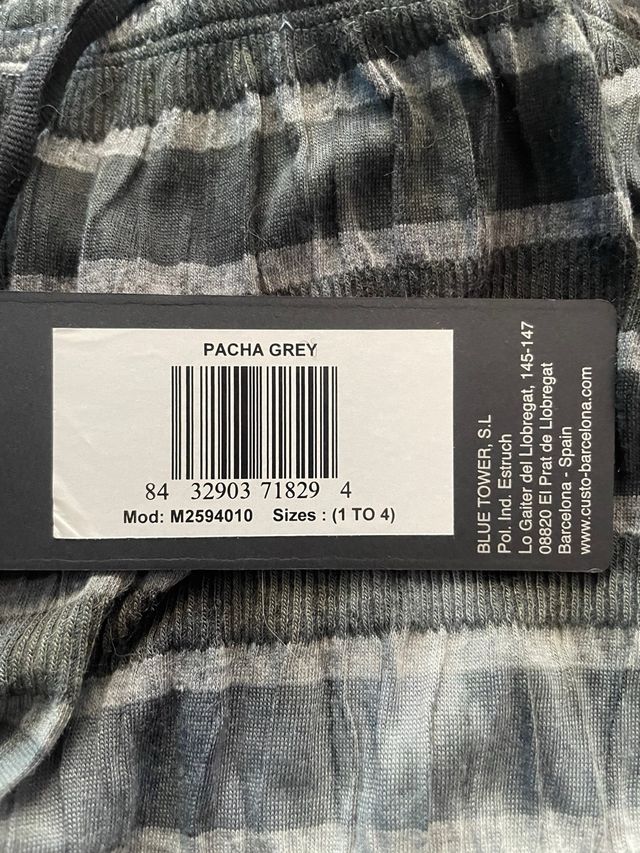 PACHA GREY
84 32903 71829 4
Mod: M2594010 Sizes : (1 TO 4)
BLUE TOWER, S.L
Pol. Ind. Estruch
Lo Gaiter del Llobregat, 145-147
08820 El Prat de Llobregat
Barcelona - Spain
www.custo-barcelona.com